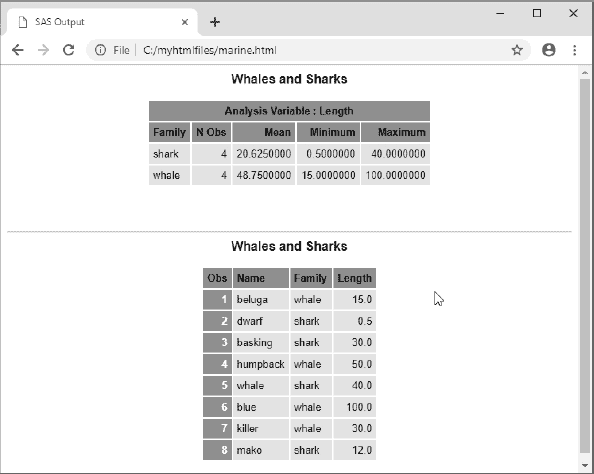 SAS Output
File | C:/myhtmlfiles/marine.html
Whales and Sharks
Analysis Variable : Length
Family N Obs Mean Minimum Maximum
shark 4 20.6250000 0.5000000 40.0000000
whale 4 48.7500000 15.0000000 100.0000000
Whales and Sharks
Obs Name Family Length
1 beluga whale 15.0
2 dwarf shark 0.5
3 basking shark 30.0
4 humpback whale 50.0
5 whale shark 40.0
6 blue whale 100.0
7 killer whale 30.0
8 mako shark 12.0